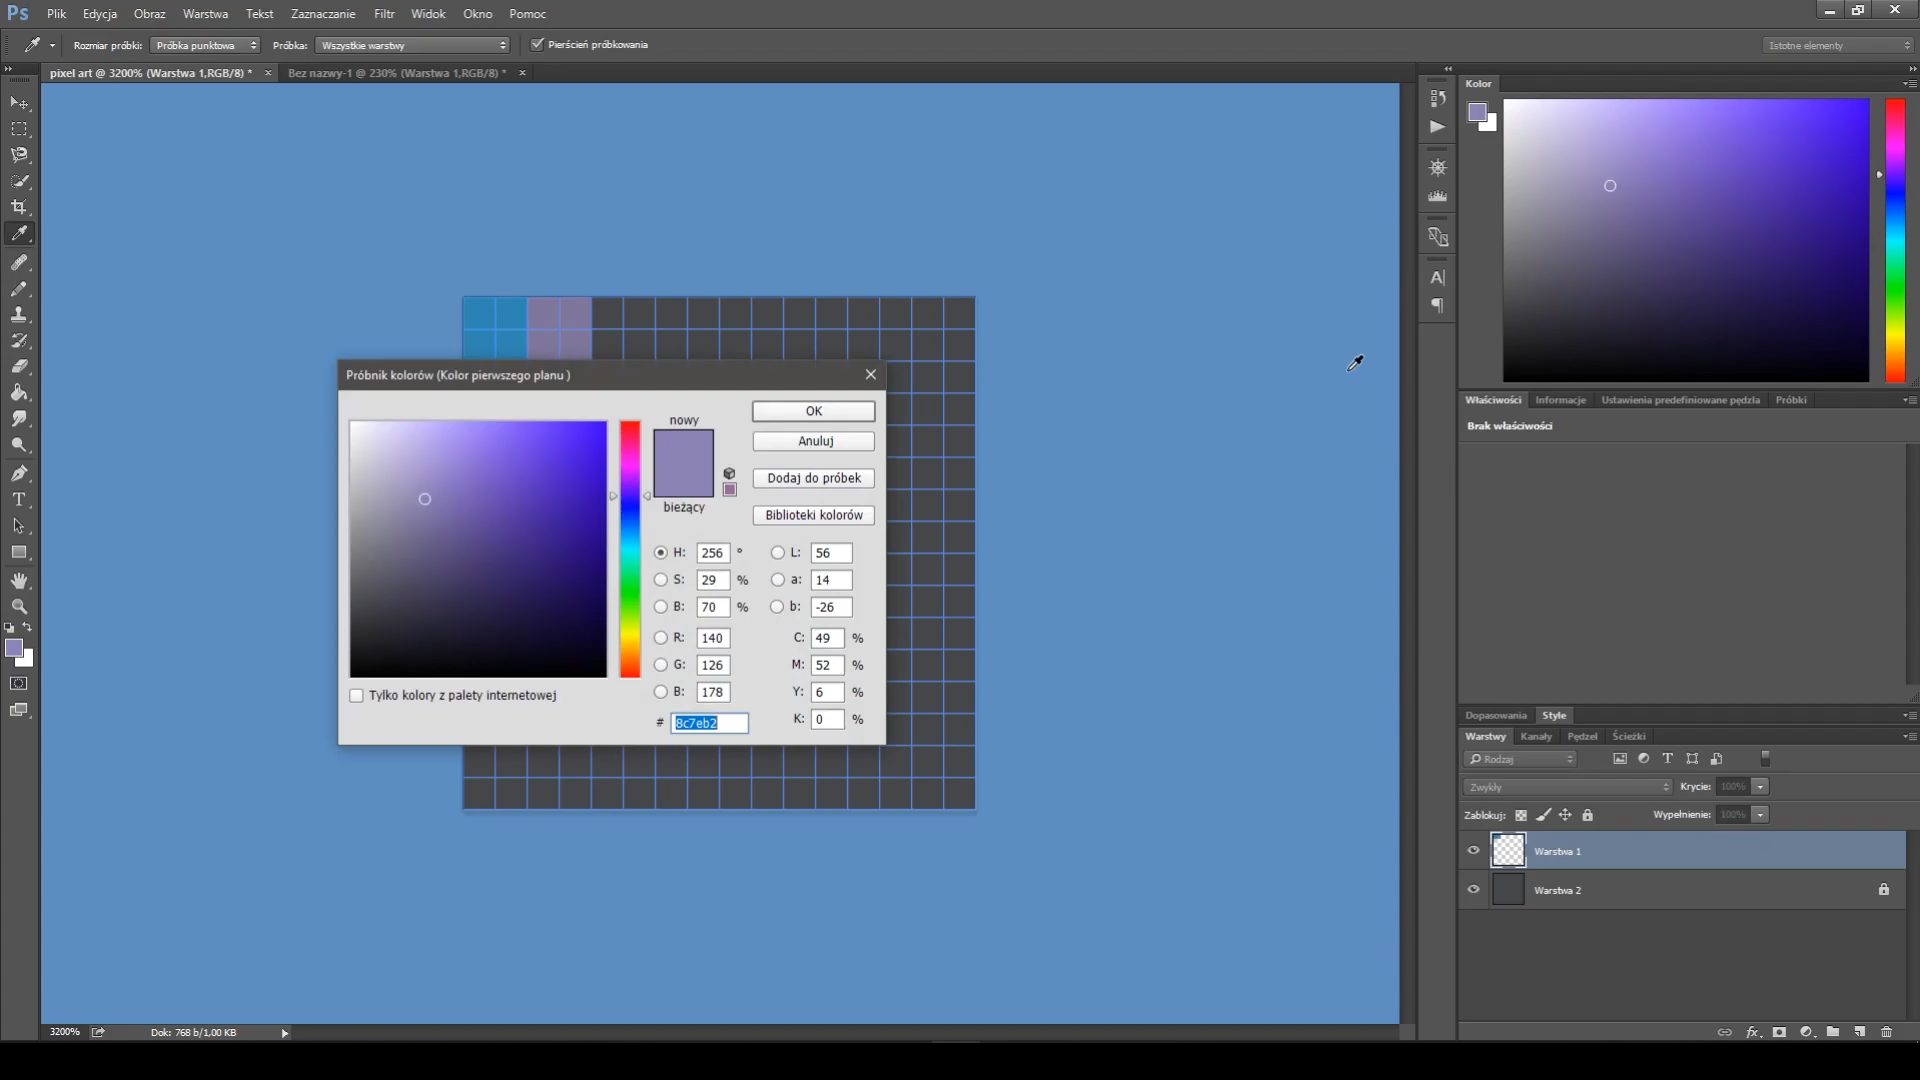 Ps Plik Edycja Obraz Warstwa Tekst Zaznaczanie Filtr Widok Okno Pomoc
Rozmiar próbki: Próbka punktowa Próbka: Wszystkie warstwy Pierścień próbkowania Istotne elementy
pixel art @ 3200% (Warstwa 1,RGB/8) * × Bez nazwy-1 @ 230% (Warstwa 1,RGB/8) * ×
Kolor
Próbnik kolorów (Kolor pierwszego planu )
nowy
bieżący
OK
Anuluj
Dodaj do próbek
Biblioteki kolorów
H: 256 ° L: 56
S: 29 % a: 14
B: 70 % b: -26
R: 140 C: 49 %
G: 126 M: 52 %
B: 178 Y: 6 %
# 8c7eb2 K: 0 %
Tylko kolory z palety internetowej
Właściwości Informacje Ustawienia predefiniowane pędzla Próbki
Brak właściwości
Dopasowania Style
Warstwy Kanały Pędzel Ścieżki
Rodzaj
Zwykły Krycie: 100%
Zablokuj: Wypełnienie: 100%
Warstwa 1
Warstwa 2
3200% Dok: 768 b/1,00 KB